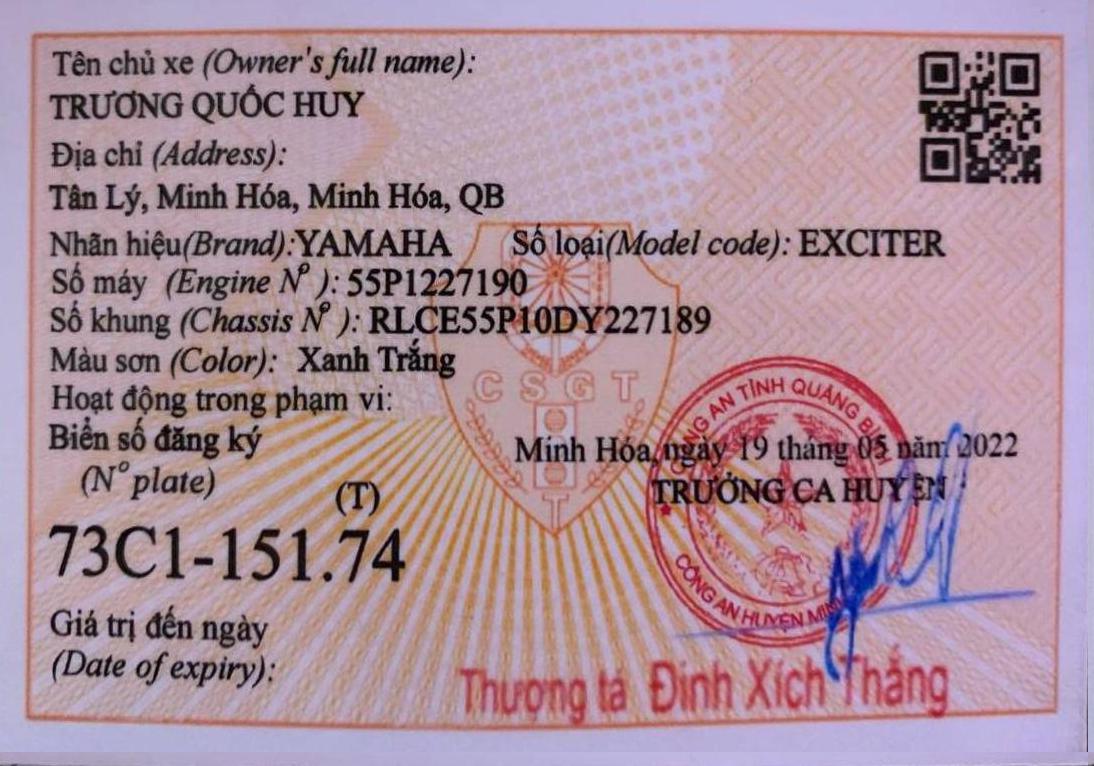 Tên chủ xe (Owner's full name):
TRƯƠNG QUỐC HUY
Địa chỉ (Address):
Tân Lý, Minh Hóa, Minh Hóa, QB
Nhãn hiệu(Brand):YAMAHA Số loại(Model code): EXCITER
Số máy (Engine Nº ): 55P1227190
Số khung (Chassis Nº ): RLCE55P10DY227189
Màu sơn (Color): Xanh Trắng
CSGT
Hoạt động trong phạm vi:
Biển số đăng ký
(Nº plate)
(T)
73C1-151.74
T
Minh Hóa, ngày 19 tháng 05 năm 2022
TRƯỞNG CA HUYỆN
CÔNG AN TỈNH QUẢNG BÌNH
CÔNG AN HUYỆN MINH
Giá trị đến ngày
(Date of expiry):
Thượng tá Đinh Xích Thắng